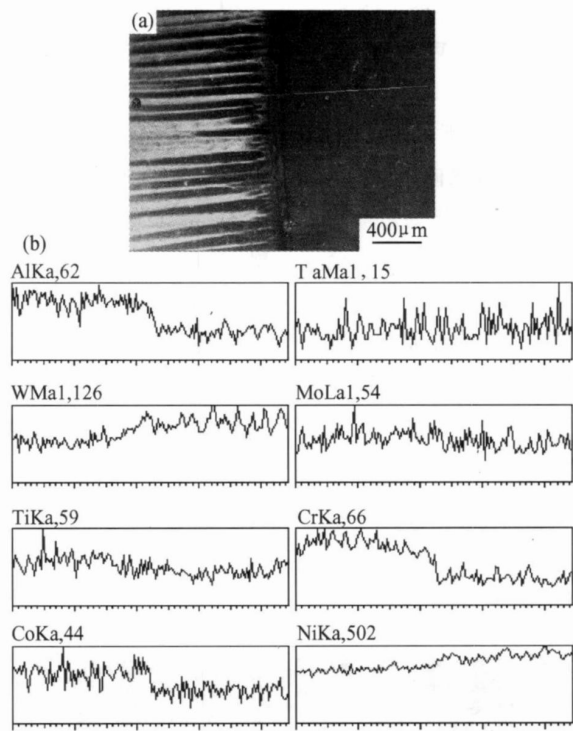 (a)
400μm
(b)
AlKa,62
T aMa1, 15
WMa1,126
MoLa1,54
TiKa,59
CrKa,66
CoKa,44
NiKa,502